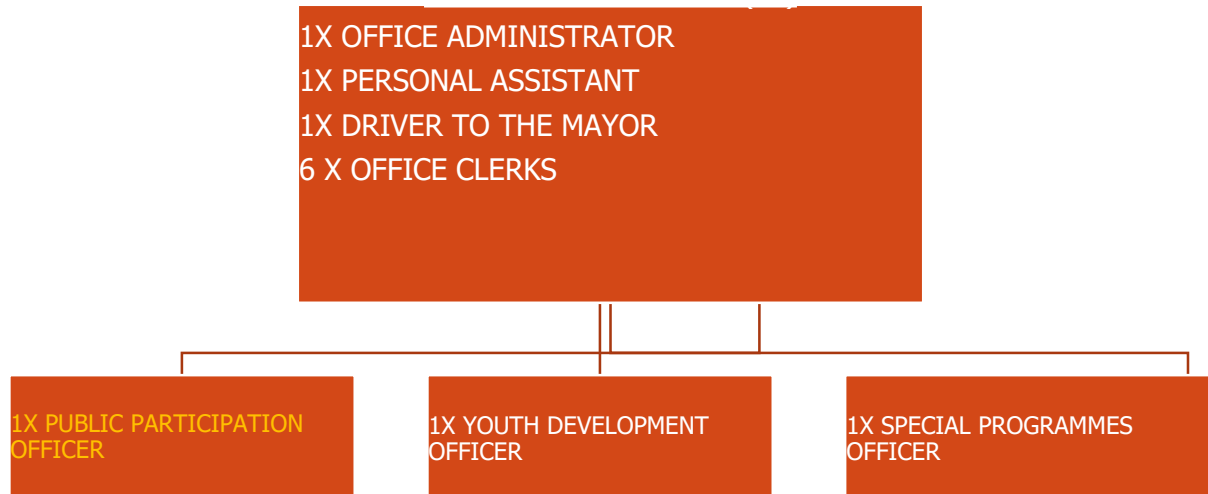 1X OFFICE ADMINISTRATOR
1X PERSONAL ASSISTANT
1X DRIVER TO THE MAYOR
6 X OFFICE CLERKS
1X PUBLIC PARTICIPATION
OFFICER
1X YOUTH DEVELOPMENT
OFFICER
1X SPECIAL PROGRAMMES
OFFICER